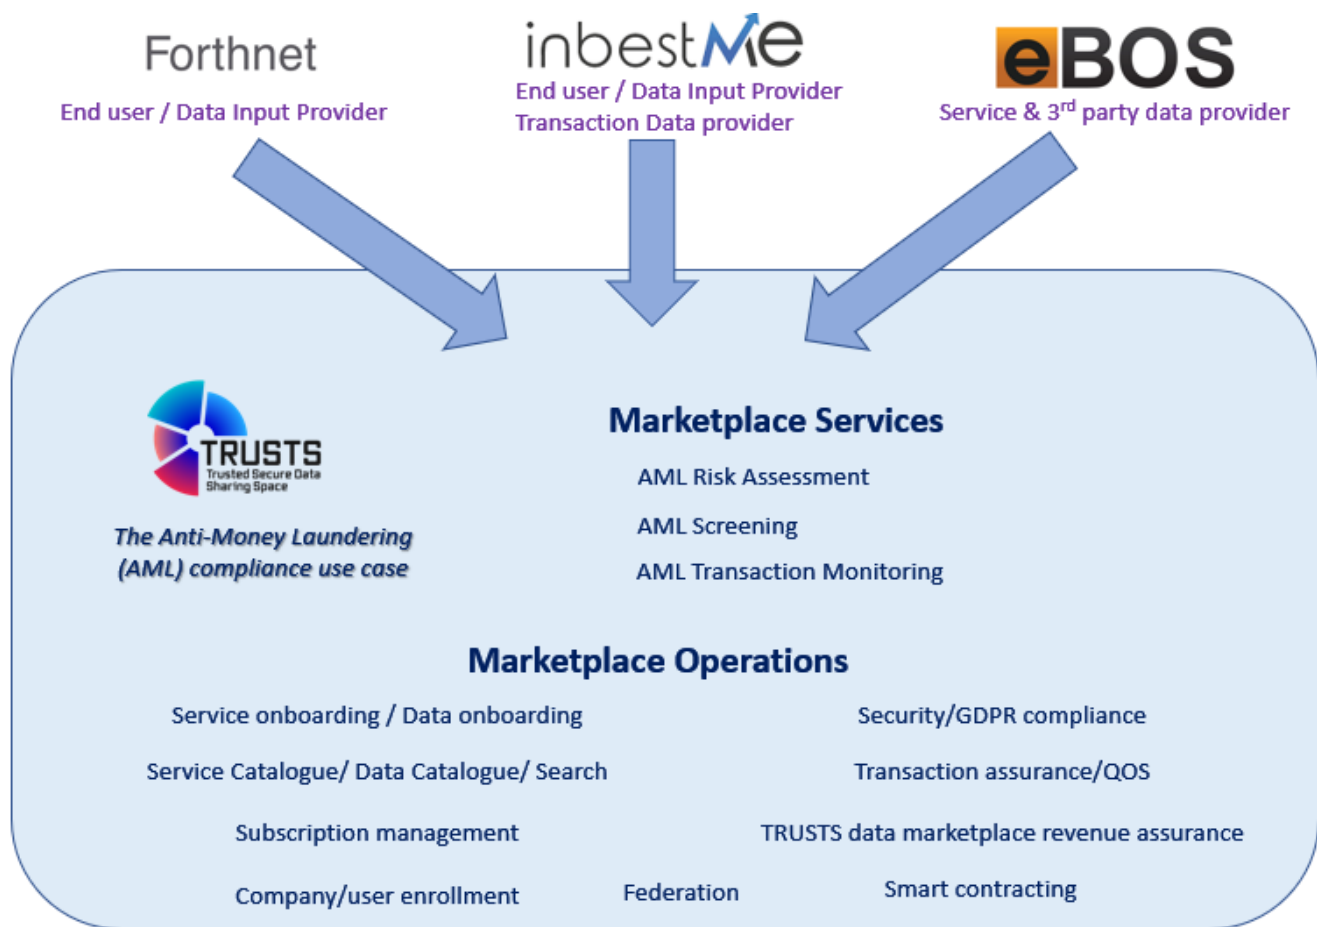 Forthnet
End user / Data Input Provider
inbestMe
End user / Data Input Provider
Transaction Data provider
eBOS
Service & 3rd party data provider
TRUSTS
Trusted Secure Data
Sharing Space
The Anti-Money Laundering
(AML) compliance use case
Marketplace Services
AML Risk Assessment
AML Screening
AML Transaction Monitoring
Marketplace Operations
Service onboarding / Data onboarding
Security/GDPR compliance
Service Catalogue/ Data Catalogue/ Search
Transaction assurance/QOS
Subscription management
TRUSTS data marketplace revenue assurance
Company/user enrollment
Federation
Smart contracting